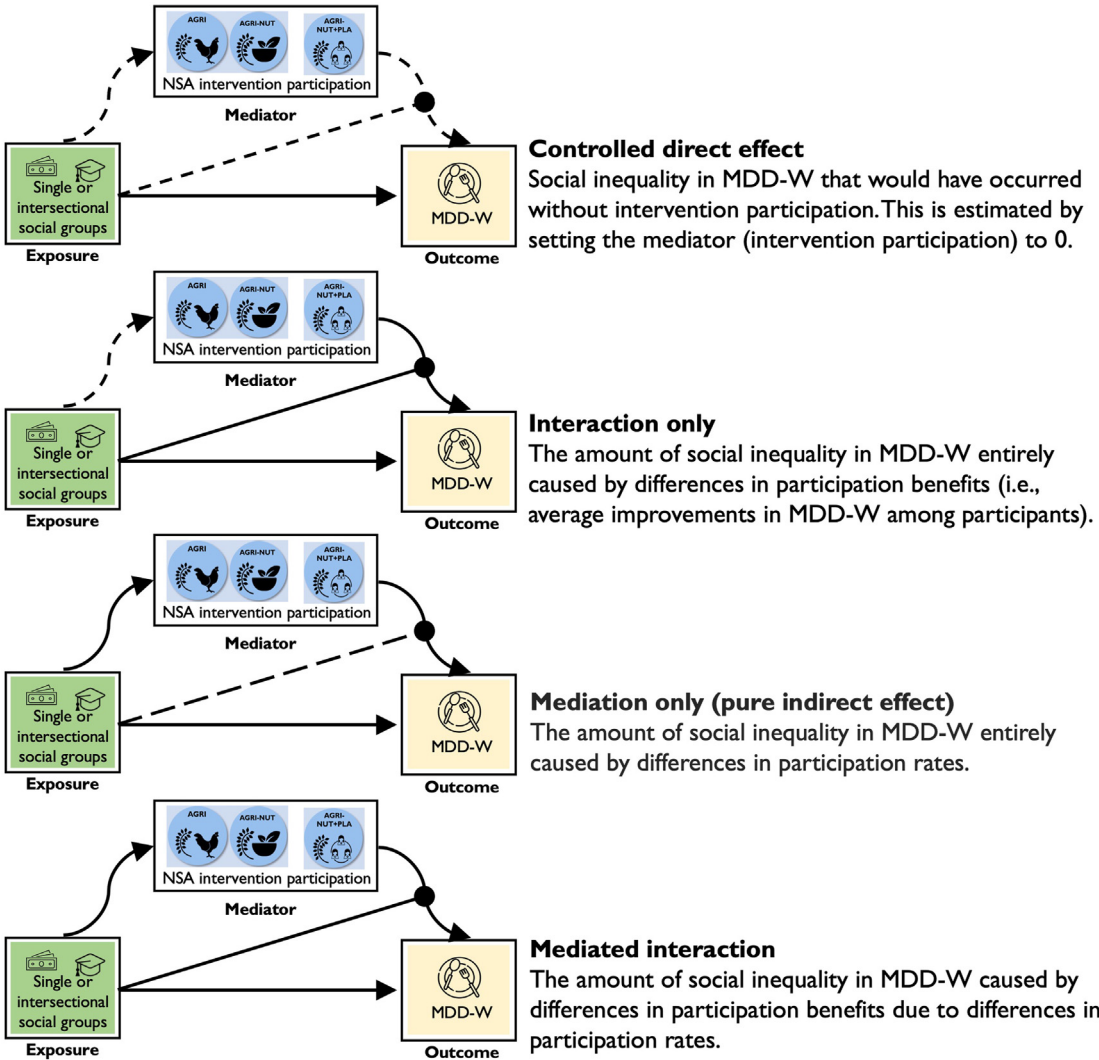 AGRI
AGRI-NUT
AGRI-
NUT+PLA
NSA intervention participation
Mediator
Single or
intersectional
social groups
Exposure
MDD-W
Outcome
Controlled direct effect
Social inequality in MDD-W that would have occurred
without intervention participation. This is estimated by
setting the mediator (intervention participation) to 0.
AGRI
AGRI-NUT
AGRI-
NUT+PLA
NSA intervention participation
Mediator
Single or
intersectional
social groups
Exposure
MDD-W
Outcome
Interaction only
The amount of social inequality in MDD-W entirely
caused by differences in participation benefits (i.e.,
average improvements in MDD-W among participants).
AGRI
AGRI-NUT
AGRI-
NUT+PLA
NSA intervention participation
Mediator
Single or
intersectional
social groups
Exposure
MDD-W
Outcome
Mediation only (pure indirect effect)
The amount of social inequality in MDD-W entirely
caused by differences in participation rates.
AGRI
AGRI-NUT
AGRI-
NUT+PLA
NSA intervention participation
Mediator
Single or
intersectional
social groups
Exposure
MDD-W
Outcome
Mediated interaction
The amount of social inequality in MDD-W caused by
differences in participation benefits due to differences in
participation rates.